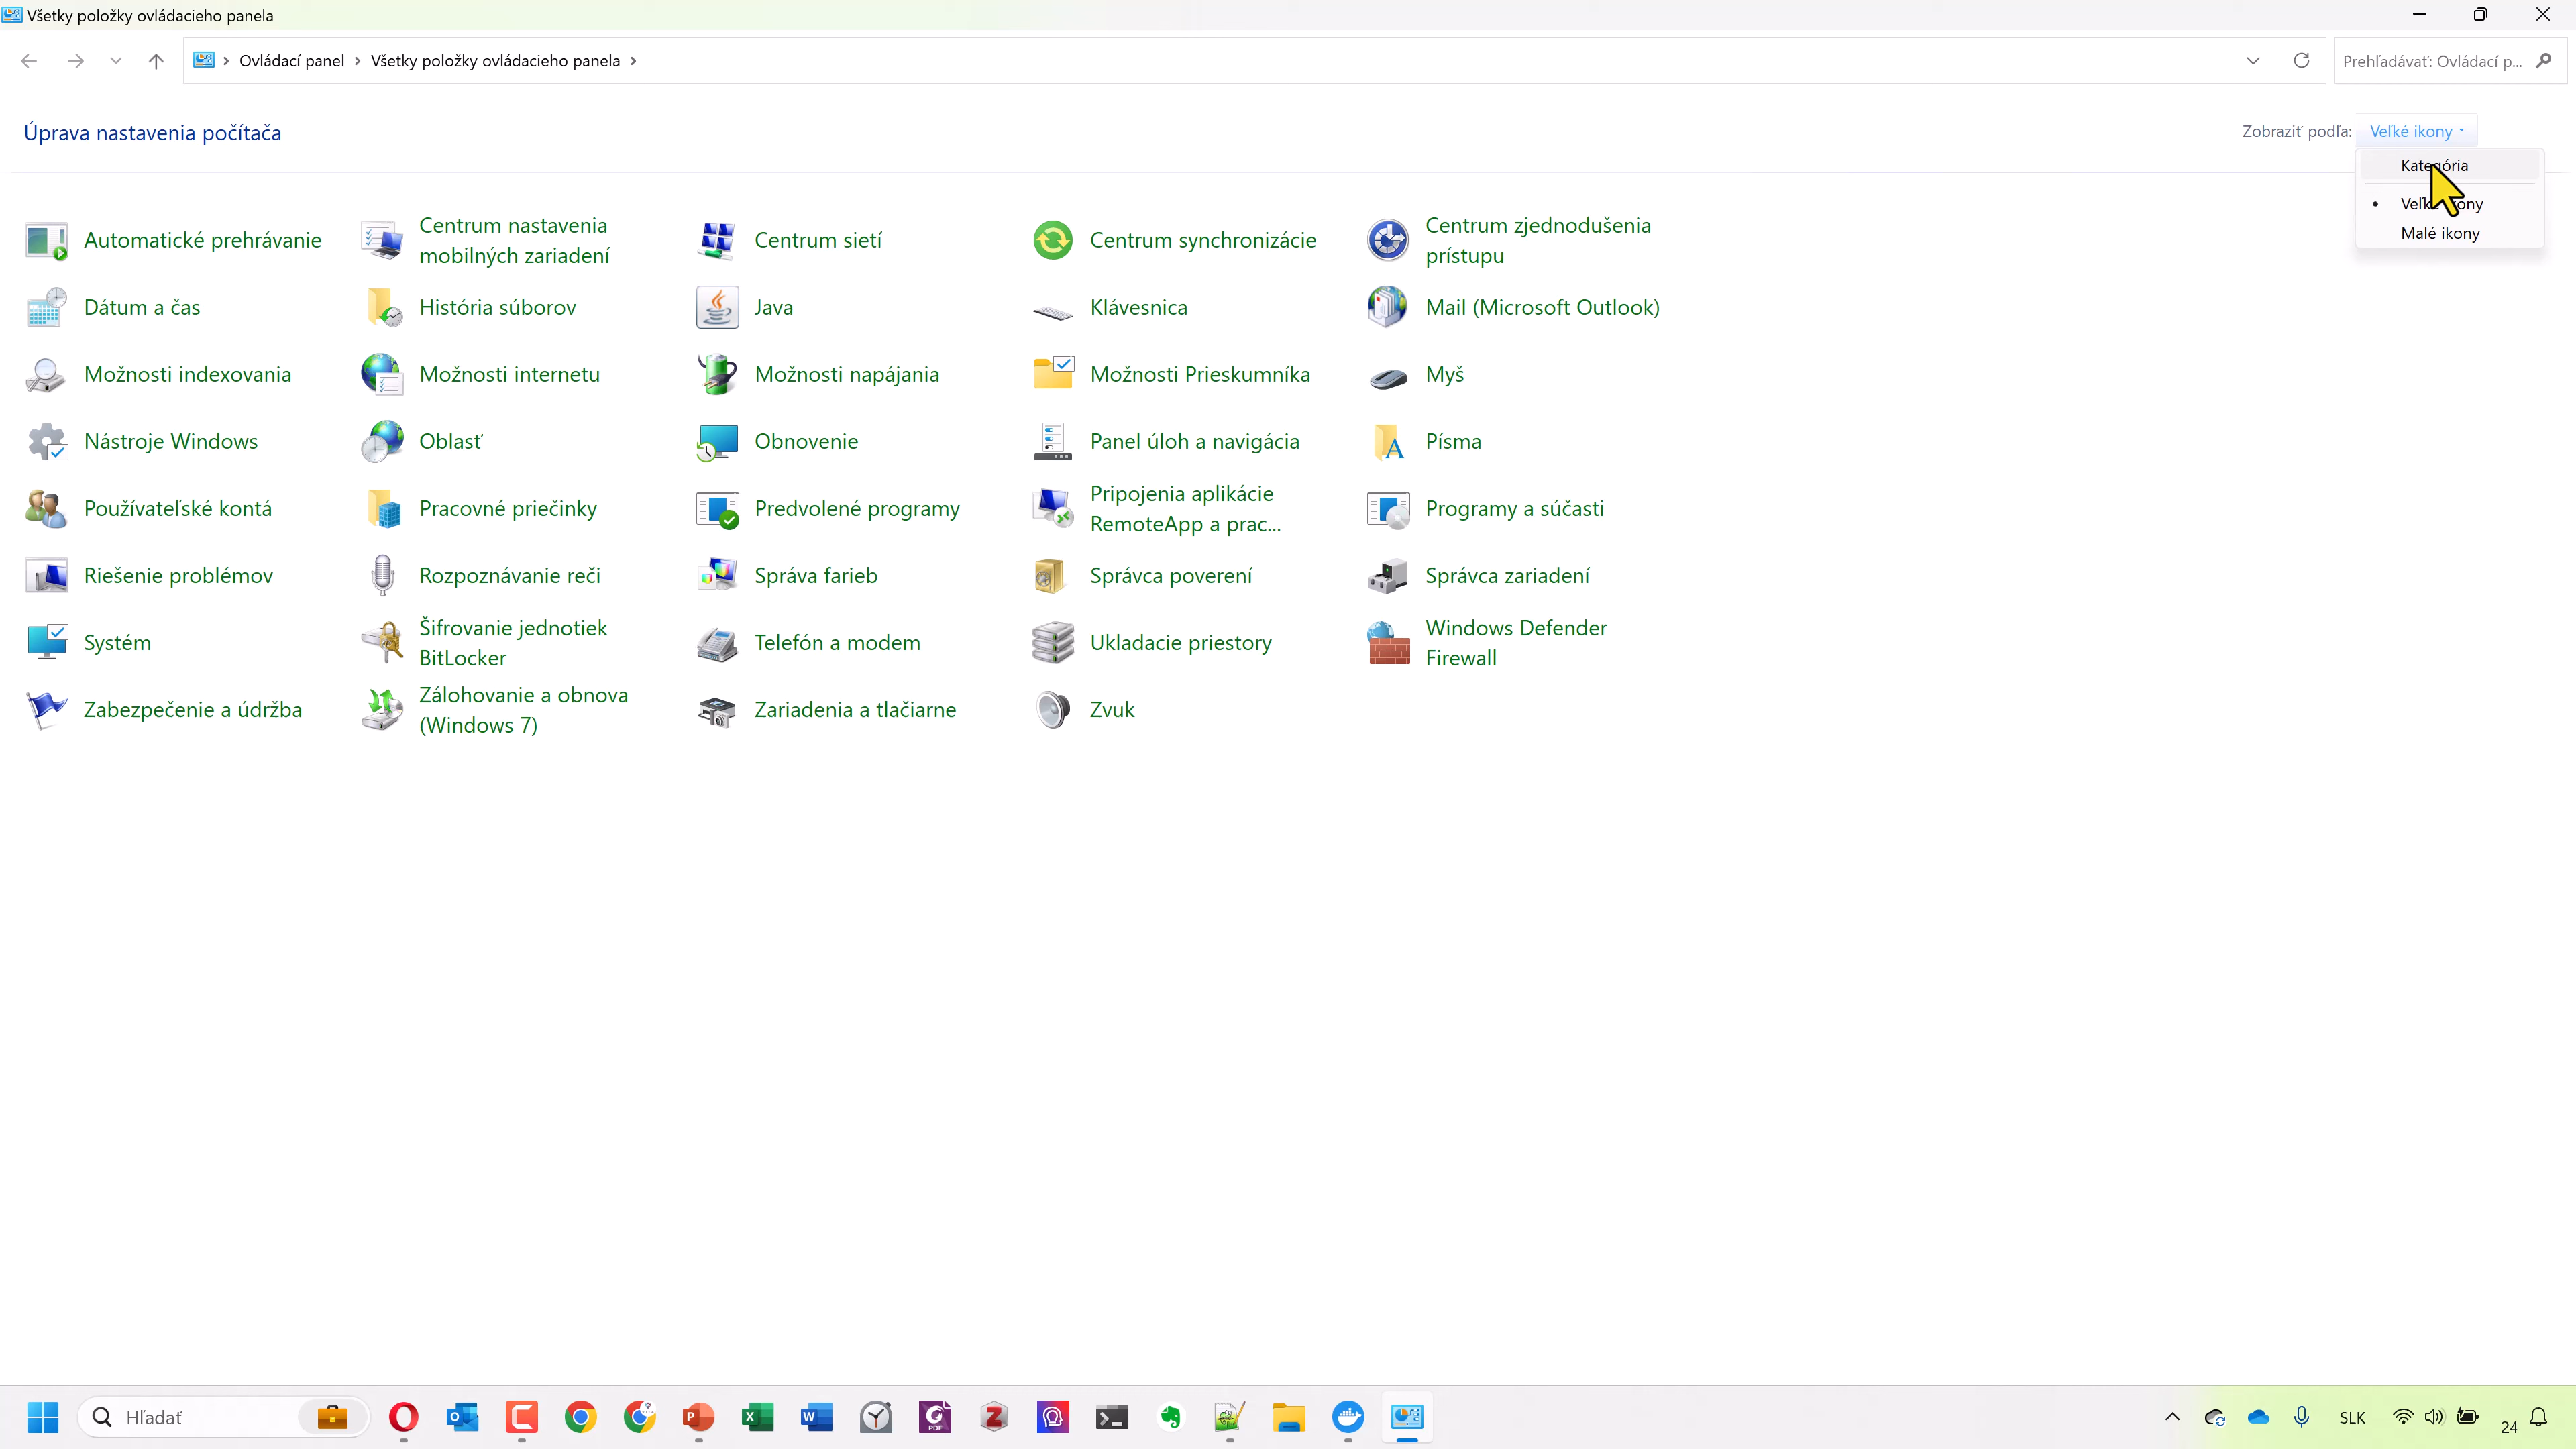 Všetky položky ovládacieho panela
Ovládací panel
Všetky položky ovládacieho panela
Prehľadávať: Ovládací p...
Úprava nastavenia počítača
Zobraziť podľa:
Veľké ikony
Kategória
Malé ikony
Automatické prehrávanie
Centrum nastavenia
mobilných zariadení
Centrum sietí
Centrum synchronizácie
Centrum zjednodušenia
prístupu
Dátum a čas
História súborov
Java
Klávesnica
Mail (Microsoft Outlook)
Možnosti indexovania
Možnosti internetu
Možnosti napájania
Možnosti Prieskumníka
Myš
Nástroje Windows
Oblasť
Obnovenie
Panel úloh a navigácia
Písma
Používateľské kontá
Pracovné priečinky
Predvolené programy
Pripojenia aplikácie
RemoteApp a prac...
Programy a súčasti
Riešenie problémov
Rozpoznávanie reči
Správa farieb
Správca poverení
Správca zariadení
Systém
Šifrovanie jednotiek
BitLocker
Telefón a modem
Ukladacie priestory
Windows Defender
Firewall
Zabezpečenie a údržba
Zálohovanie a obnova
(Windows 7)
Zariadenia a tlačiarne
Zvuk
Hľadať
SLK
24